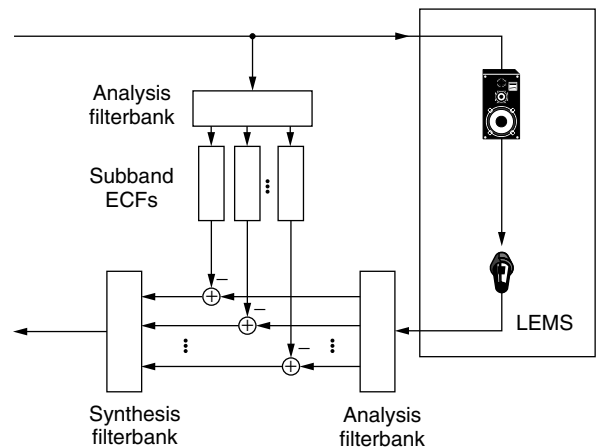 Analysis
filterbank
Subband
ECFs
–
–
–
LEMS
Synthesis
filterbank
Analysis
filterbank